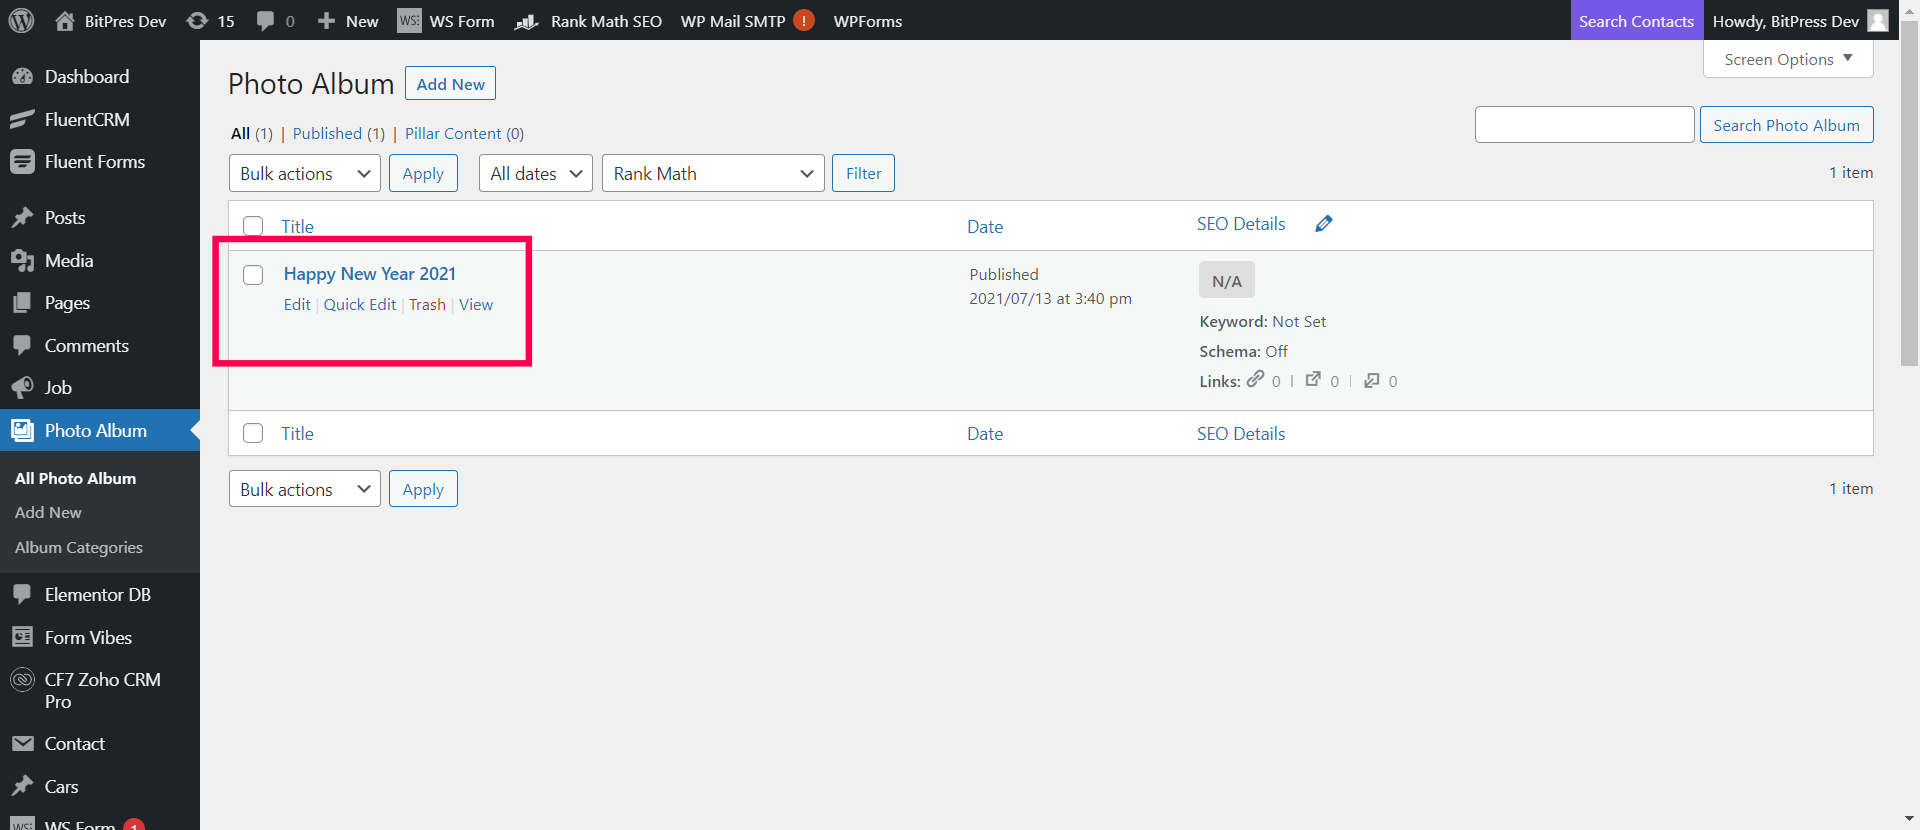 BitPres Dev 15 0 New WS: WS Form Rank Math SEO WP Mail SMTP ! WPForms Search Contacts Howdy, BitPress Dev
Screen Options
Dashboard
FluentCRM
Fluent Forms
Posts
Media
Pages
Comments
Job
Photo Album
All Photo Album
Add New
Album Categories
Elementor DB
Form Vibes
CF7 Zoho CRM
Pro
Contact
Cars
WS: WS Form 1
Photo Album Add New
All (1) | Published (1) | Pillar Content (0)
Search Photo Album
Bulk actions Apply All dates Rank Math Filter 1 item
Title Date SEO Details
Happy New Year 2021
Edit | Quick Edit | Trash | View
Published
2021/07/13 at 3:40 pm
N/A
Keyword: Not Set
Schema: Off
Links: 0 | 0 | 0
Title Date SEO Details
Bulk actions Apply 1 item